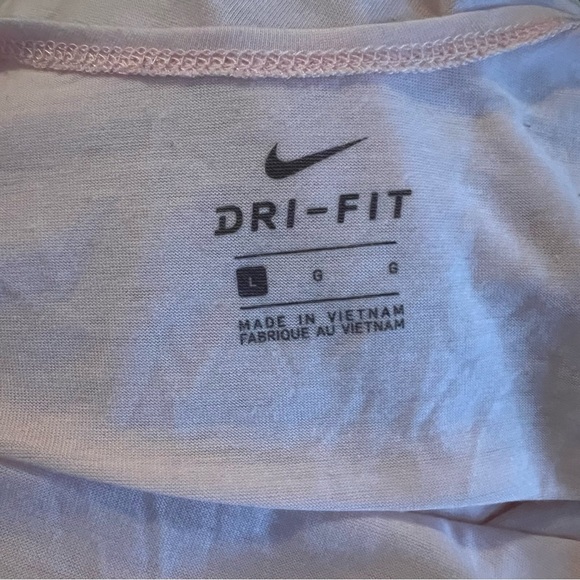 DRI-FIT
L G G
MADE IN VIETNAM
FABRIQUE AU VIETNAM